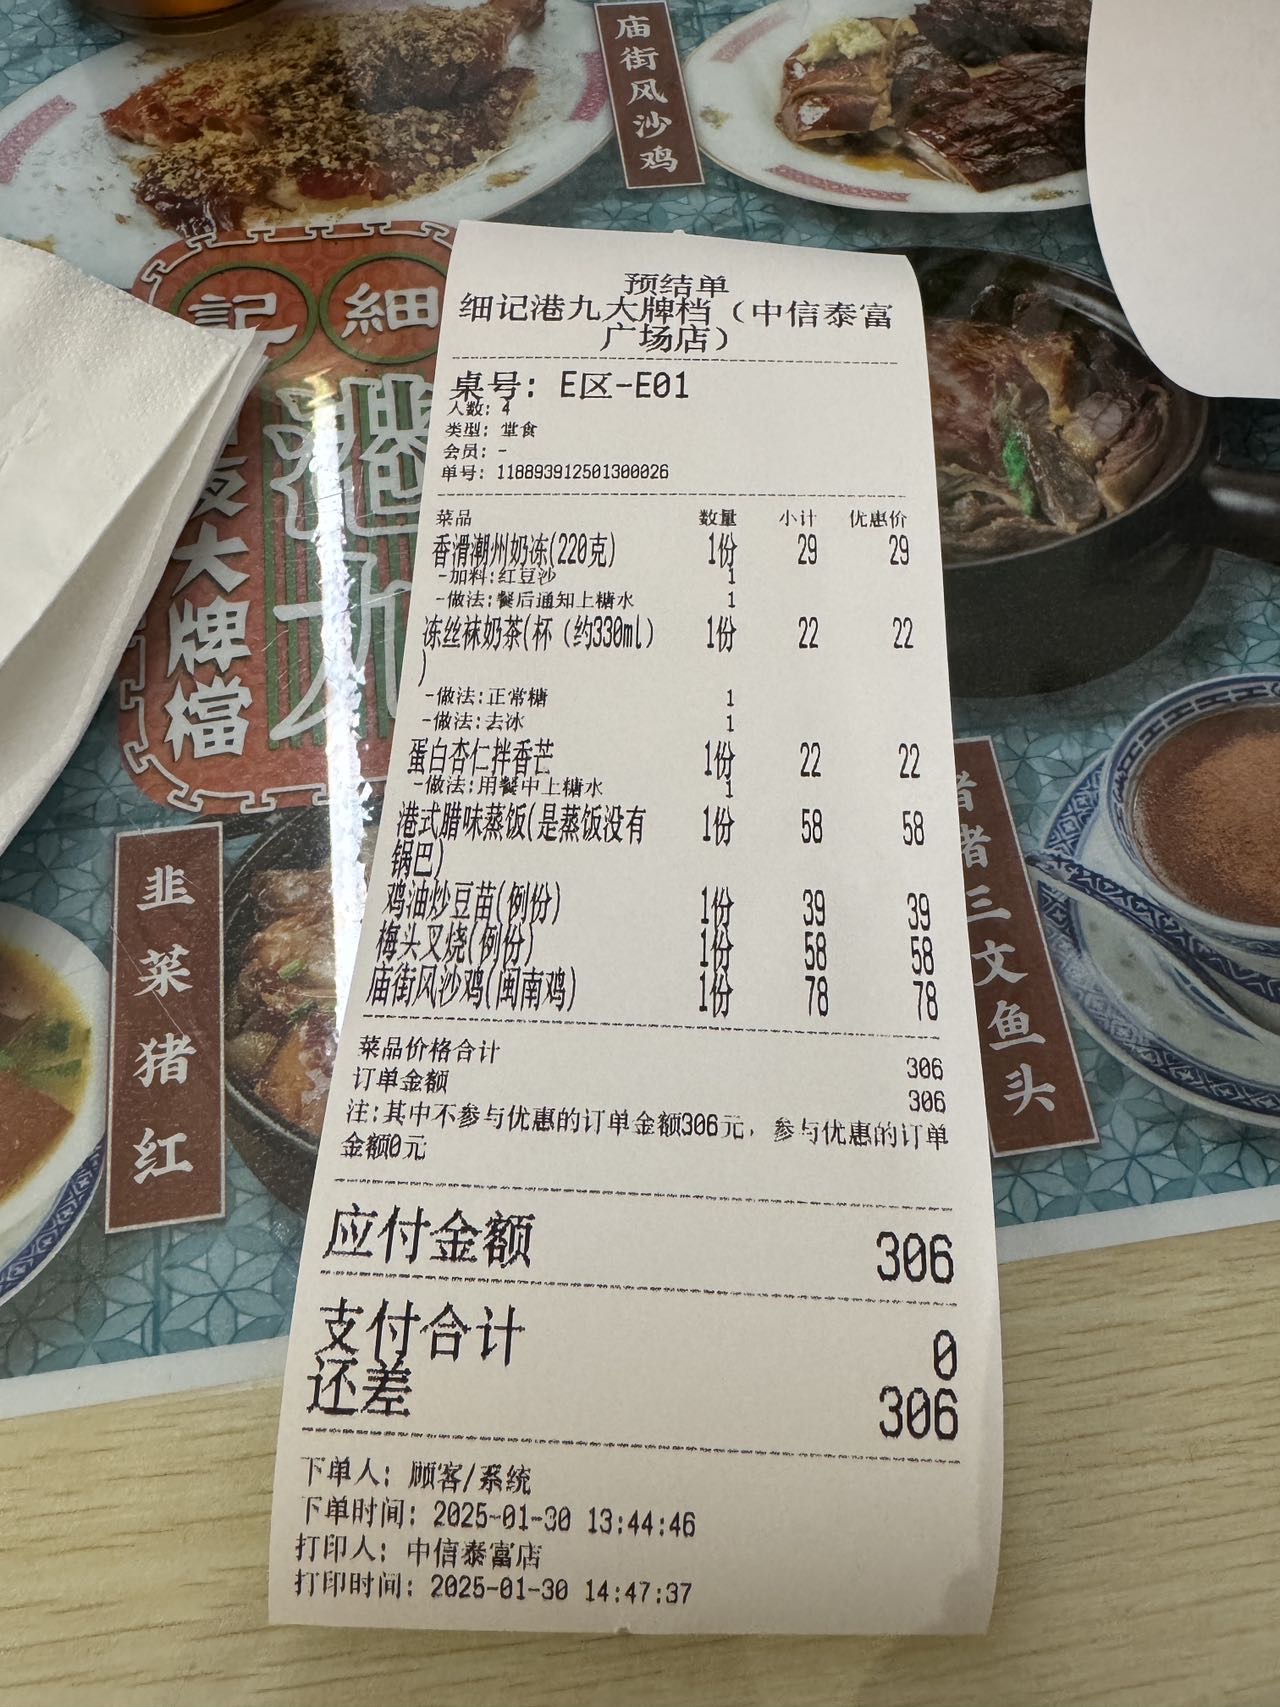 庙街风沙鸡
記細
港九
夜大牌檔
韭菜猪红
猪三文鱼头
预结单
细记港九大牌档（中信泰富
广场店）
桌号: E区-E01
人数: 4
类型: 堂食
会员: -
单号: 118893912501300026
菜品 数量 小计 优惠价
香滑潮州奶冻(220克) 1份 29 29
-加料:红豆沙 1
-做法:餐后通知上糖水 1
冻丝袜奶茶(杯（约330ml） 1份 22 22
)
-做法:正常糖 1
-做法:去冰 1
蛋白杏仁拌香芒 1份 22 22
-做法:用餐中上糖水 1
港式腊味蒸饭(是蒸饭没有 1份 58 58
锅巴)
鸡油炒豆苗(例份) 1份 39 39
梅头叉烧(例份) 1份 58 58
庙街风沙鸡(闽南鸡) 1份 78 78
菜品价格合计 306
订单金额 306
注:其中不参与优惠的订单金额306元，参与优惠的订单
金额0元
应付金额 306
支付合计 0
还差 306
下单人: 顾客/系统
下单时间: 2025-01-30 13:44:46
打印人: 中信泰富店
打印时间: 2025-01-30 14:47:37